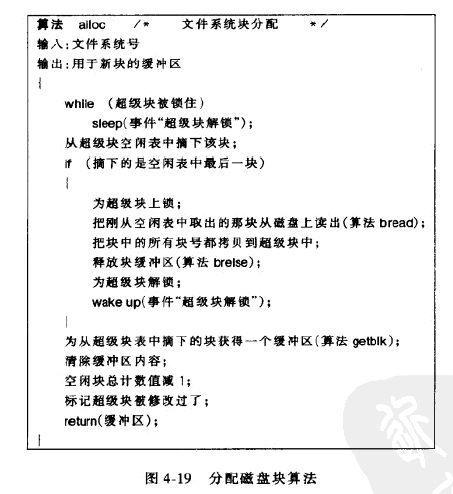 算法 alloc /* 文件系统块分配 */
输入:文件系统号
输出:用于新块的缓冲区
{
while (超级块被锁住)
sleep(事件“超级块解锁”);
从超级块空闲表中摘下该块;
if (摘下的是空闲表中最后一块)
{
为超级块上锁;
把刚从空闲表中取出的那块从磁盘上读出(算法 bread);
把块中的所有块号都拷贝到超级块中;
释放块缓冲区(算法 brelse);
为超级块解锁;
wake up(事件“超级块解锁”);
}
为从超级块表中摘下的块获得一个缓冲区(算法 getblk);
清除缓冲区内容;
空闲块总计数值减 1;
标记超级块被修改过了;
return(缓冲区);
}
图 4-19 分配磁盘块算法